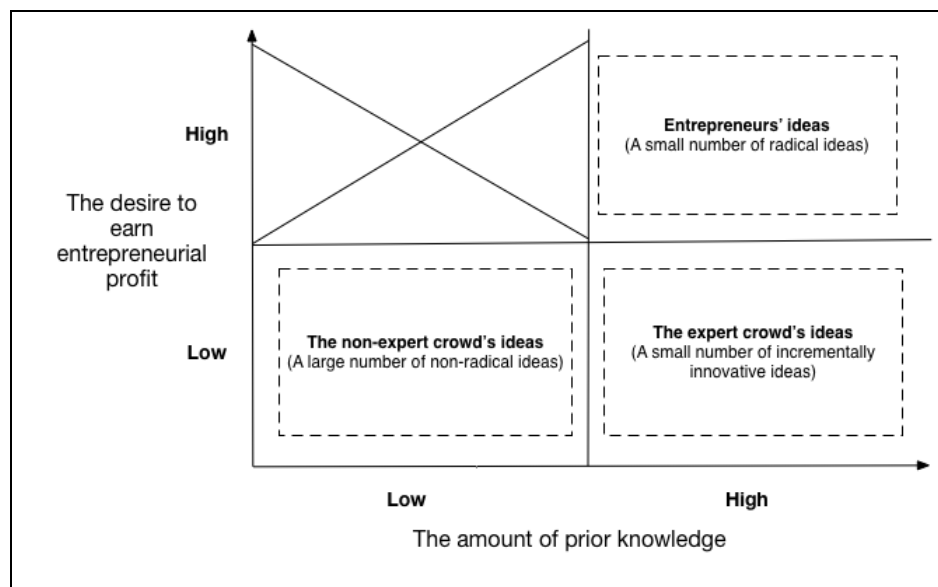 High
Entrepreneurs' ideas
(A small number of radical ideas)
The desire to
earn
entrepreneurial
profit
Low
The non-expert crowd's ideas
(A large number of non-radical ideas)
The expert crowd's ideas
(A small number of incrementally
innovative ideas)
Low
High
The amount of prior knowledge